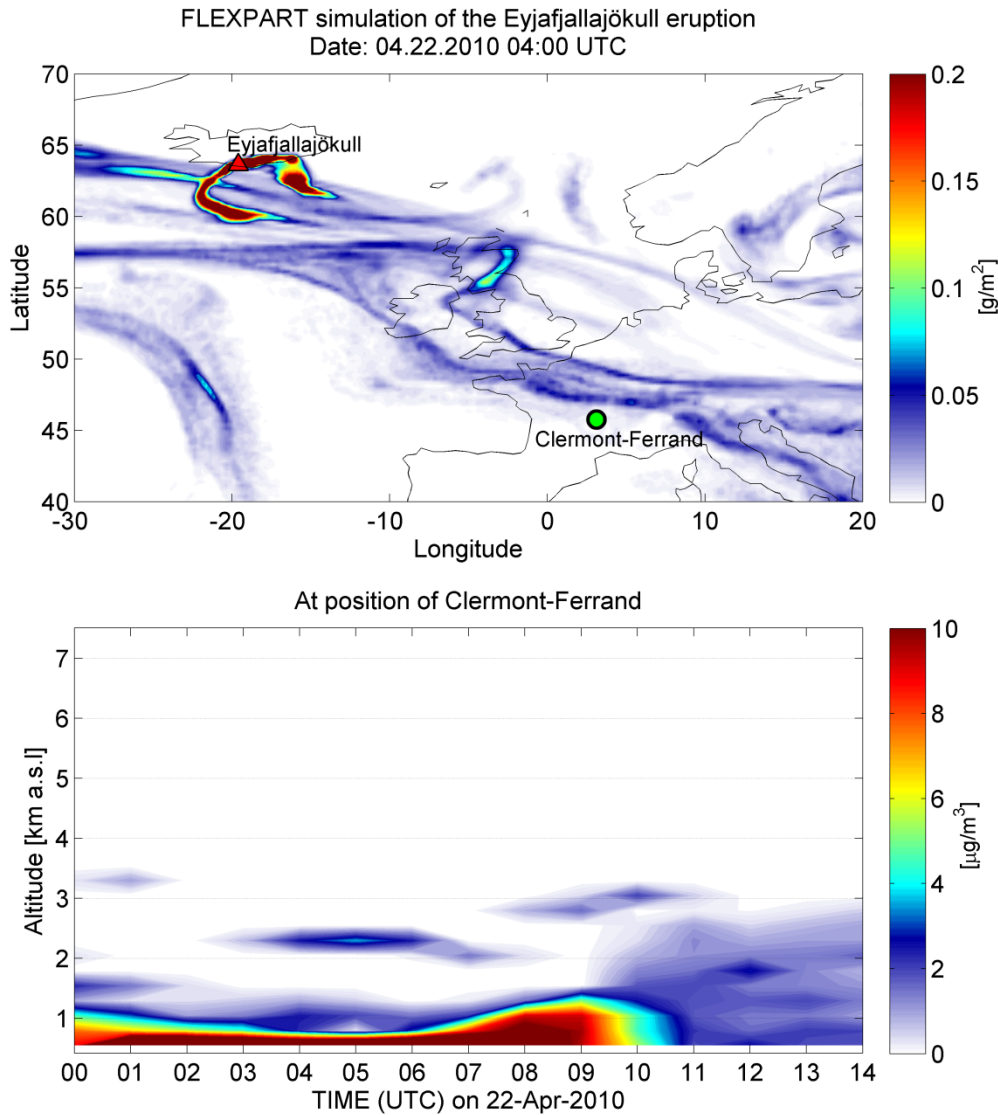 FLEXPART simulation of the Eyjafjallajökull eruption
Date: 04.22.2010 04:00 UTC
70
65
60
55
50
45
40
Latitude
Eyjafjallajökull
Clermont-Ferrand
-30 -20 -10 0 10 20
Longitude
0.2
0.15
0.1
0.05
0
[g/m²]
At position of Clermont-Ferrand
7
6
5
4
3
2
1
Altitude [km a.s.l]
00 01 02 03 04 05 06 07 08 09 10 11 12 13 14
TIME (UTC) on 22-Apr-2010
10
8
6
4
2
0
[µg/m³]